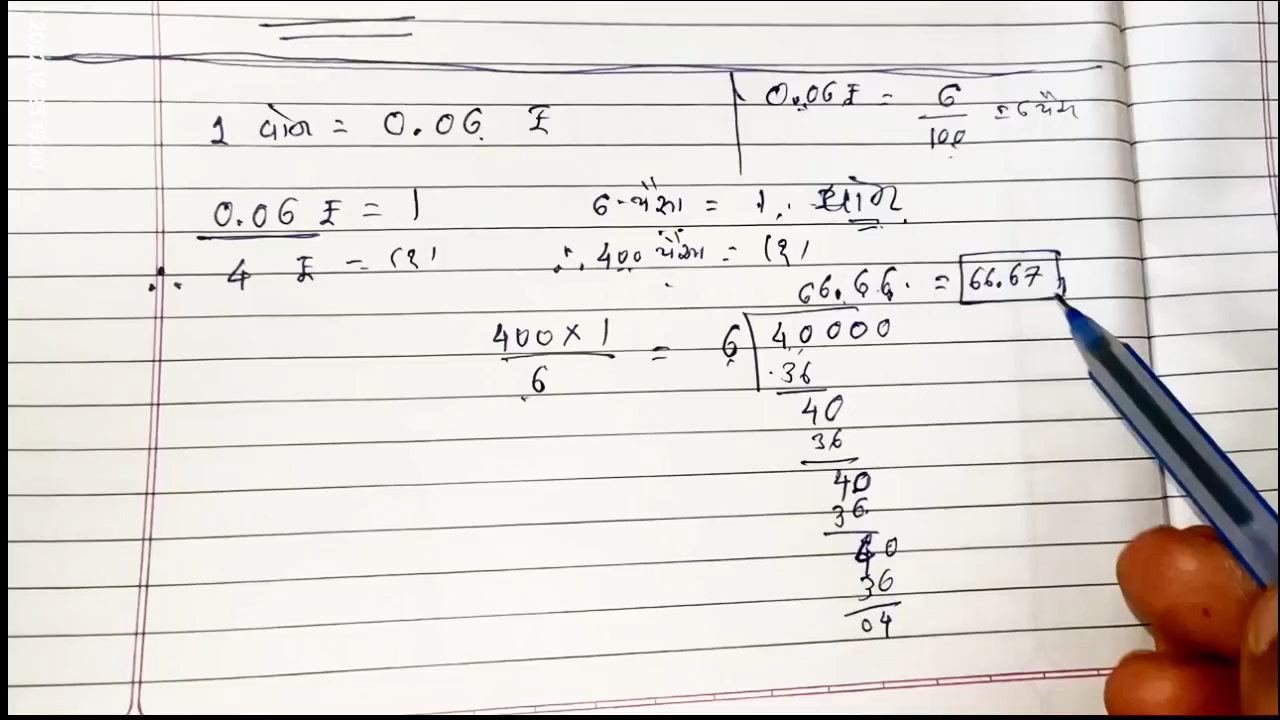 1 વોન = 0.06 ₹
0.06 ₹ = 6/100 = 6 પૈસા
0.06 ₹ = 1
6 પૈસા = 1 વોન
∴ 4 ₹ = (?)
∴ 400 પૈસા = (?)
66.66 = 66.67
400 × 1 / 6 = 6 ) 40000
36
40
36
40
36
40
36
04